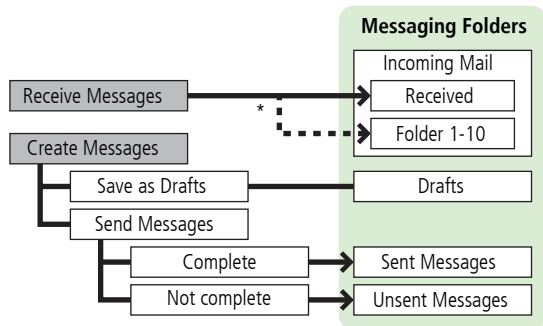 Messaging Folders
Incoming Mail
Receive Messages
Received
*
Folder 1-10
Create Messages
Save as Drafts
Drafts
Send Messages
Complete
Sent Messages
Not complete
Unsent Messages